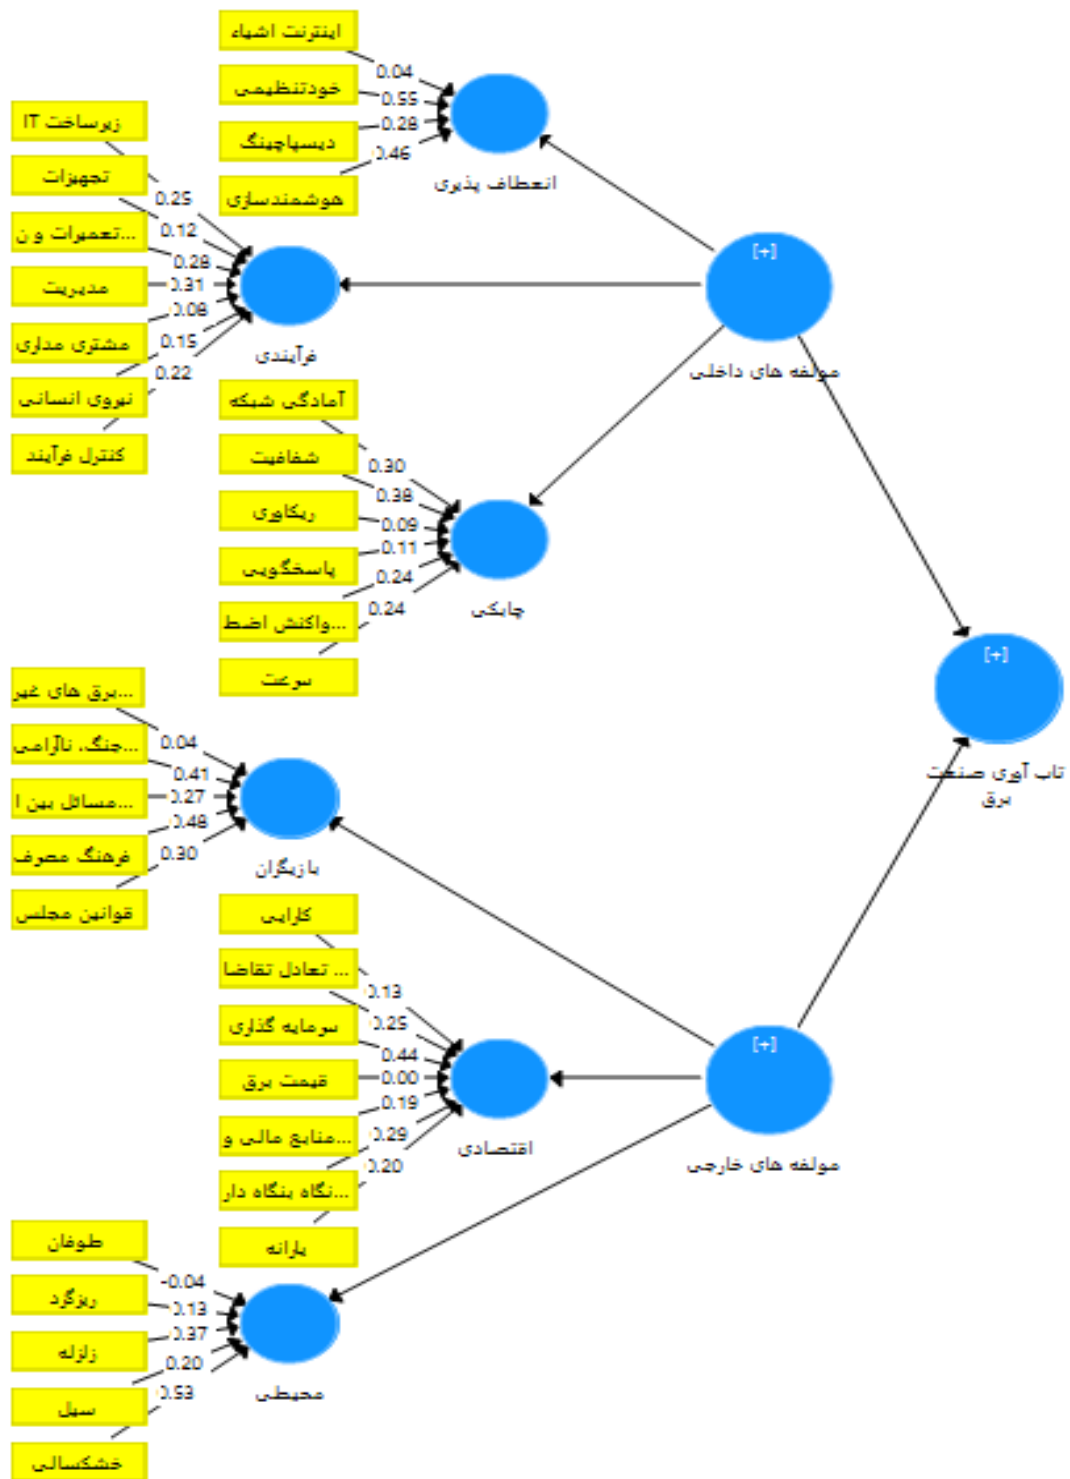 اینترنت اشیاء
خودتنظیمی
دیسپاچینگ
هوشمندسازی
0.04
0.55
0.28
0.46
انعطاف پذیری
زیرساخت IT
تجهیزات
تعمیرات و ن...
مدیریت
مشتری مداری
نیروی انسانی
کنترل فرآیند
0.25
0.12
0.28
0.31
0.08
0.15
0.22
فرآیندی
[+]
مولفه های داخلی
آمادگی شبکه
شفافیت
ریکاوری
پاسخگویی
واکنش اضط...
سرعت
0.30
0.38
0.09
0.11
0.24
0.24
چابکی
[+]
تاب آوری صنعت
برق
برق های غیر...
جنگ، ناآرامی...
مسائل بین ا...
فرهنگ مصرف
قوانین مجلس
0.04
0.41
0.27
0.48
0.30
بازیگران
کارایی
تعادل تقاضا ...
سرمایه گذاری
قیمت برق
منابع مالی و...
نگاه بنگاه دار...
یارانه
0.13
0.25
0.44
0.00
0.19
0.29
0.20
اقتصادی
[+]
مولفه های خارجی
طوفان
ریزگرد
زلزله
سیل
خشکسالی
-0.04
0.13
0.37
0.20
0.53
محیطی